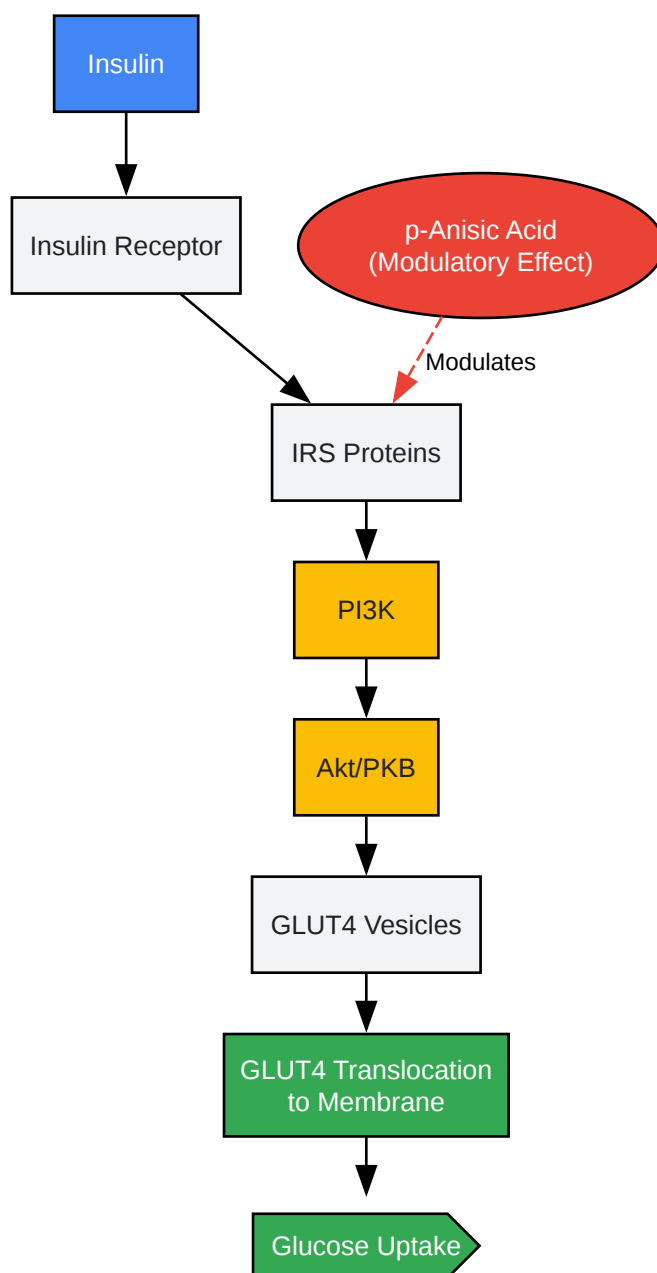 Insulin
Insulin Receptor
p-Anisic Acid
(Modulatory Effect)
Modulates
IRS Proteins
PI3K
Akt/PKB
GLUT4 Vesicles
GLUT4 Translocation
to Membrane
Glucose Uptake